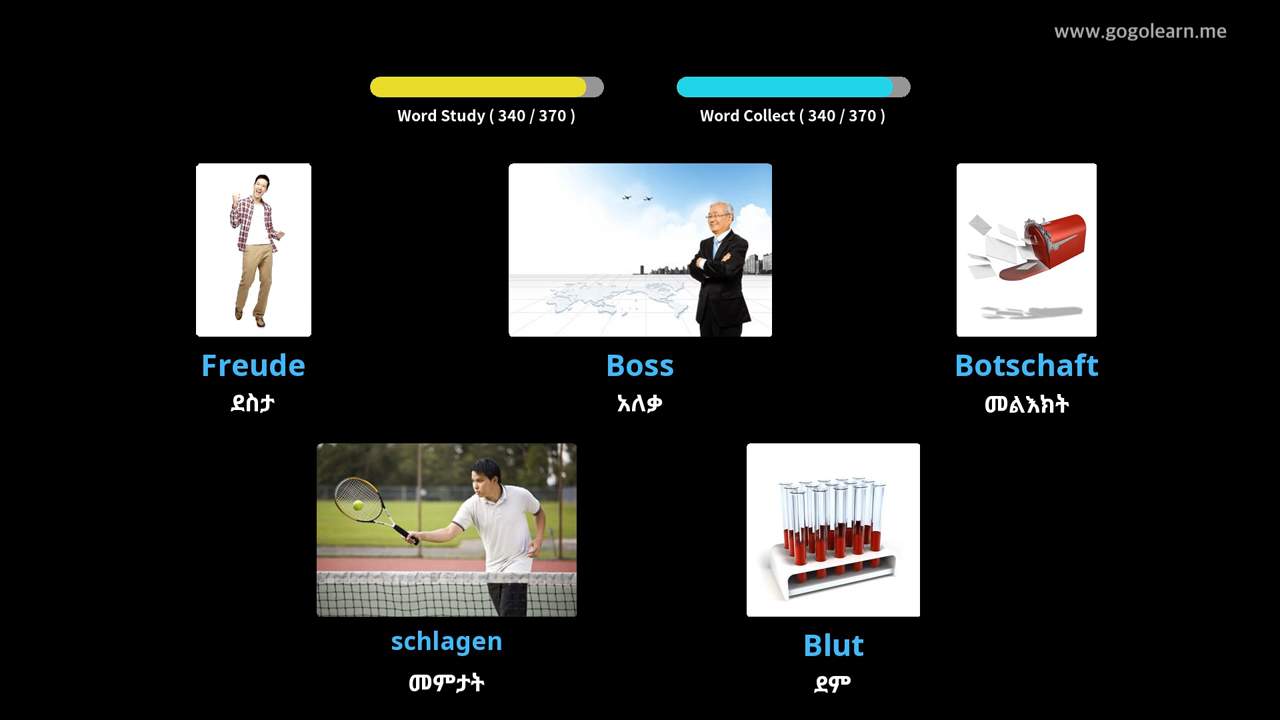 www.gogolearn.me
Word Study ( 340 / 370 )
Word Collect ( 340 / 370 )
Freude
ደስታ
Boss
አለቃ
Botschaft
መልእክት
schlagen
መምታት
Blut
ደም